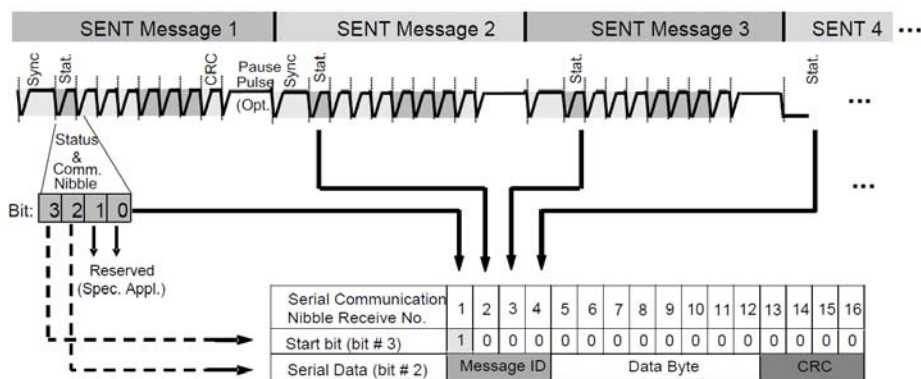 SENT Message 1 SENT Message 2 SENT Message 3 SENT 4 ...
Sync Stat. CRC Pause Pulse (Opt. Sync Stat. Stat. Stat.
...
Status
&
Comm.
Nibble
...
Bit: 3 2 1 0
Reserved
(Spec. Appl.)
Serial Communication
Nibble Receive No. 1 2 3 4 5 6 7 8 9 10 11 12 13 14 15 16
Start bit (bit # 3) 1 0 0 0 0 0 0 0 0 0 0 0 0 0 0 0
Serial Data (bit # 2) Message ID Data Byte CRC